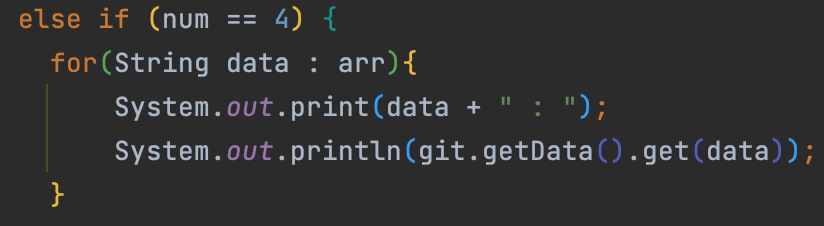 else if (num == 4) {
for(String data : arr){
System.out.print(data + " : ");
System.out.println(git.getData().get(data));
}